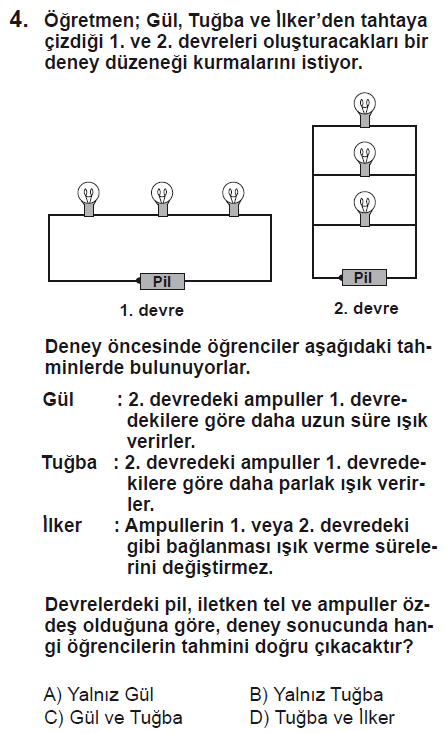 4. Öğretmen; Gül, Tuğba ve İlker’den tahtaya
çizdiği 1. ve 2. devreleri oluşturacakları bir
deney düzeneği kurmalarını istiyor.
Pil
1. devre
Pil
2. devre
Deney öncesinde öğrenciler aşağıdaki tah-
minlerde bulunuyorlar.
Gül : 2. devredeki ampuller 1. devre-
dekilere göre daha uzun süre ışık
verirler.
Tuğba : 2. devredeki ampuller 1. devrede-
kilere göre daha parlak ışık verir-
ler.
İlker : Ampullerin 1. veya 2. devredeki
gibi bağlanması ışık verme sürele-
rini değiştirmez.
Devrelerdeki pil, iletken tel ve ampuller öz-
deş olduğuna göre, deney sonucunda han-
gi öğrencilerin tahmini doğru çıkacaktır?
A) Yalnız Gül B) Yalnız Tuğba
C) Gül ve Tuğba D) Tuğba ve İlker